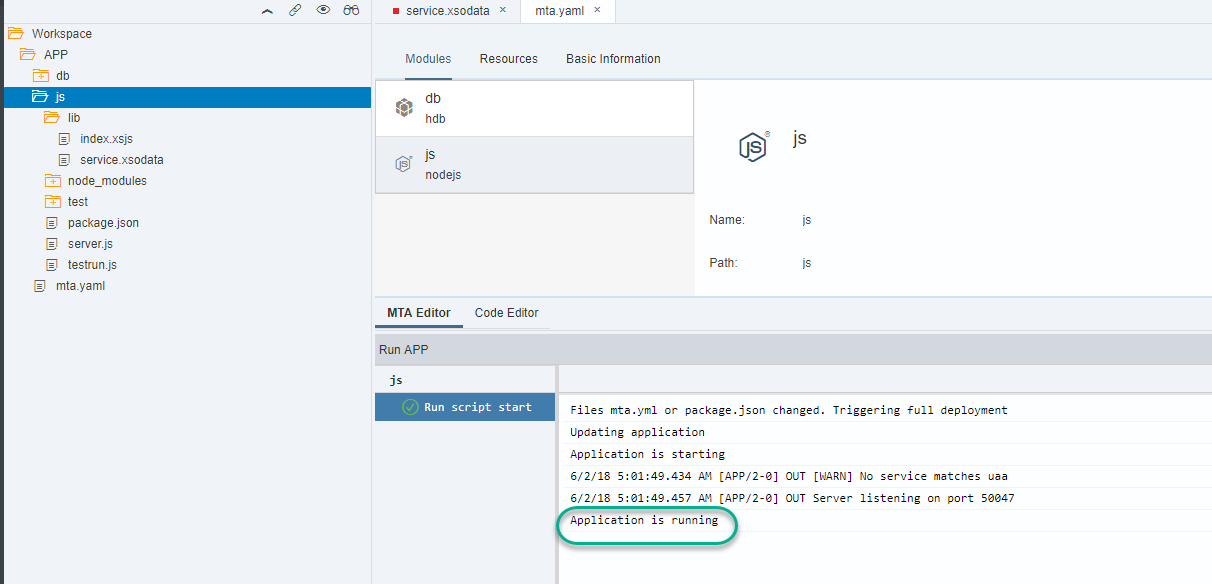 Workspace
APP
db
js
lib
index.xsjs
service.xsodata
node_modules
test
package.json
server.js
testrun.js
mta.yaml
service.xsodata ×
mta.yaml ×
Modules Resources Basic Information
db
hdb
js
nodejs
JS
js
Name: js
Path: js
MTA Editor Code Editor
Run APP
js
Run script start
Files mta.yml or package.json changed. Triggering full deployment
Updating application
Application is starting
6/2/18 5:01:49.434 AM [APP/2-0] OUT [WARN] No service matches uaa
6/2/18 5:01:49.457 AM [APP/2-0] OUT Server listening on port 50047
Application is running